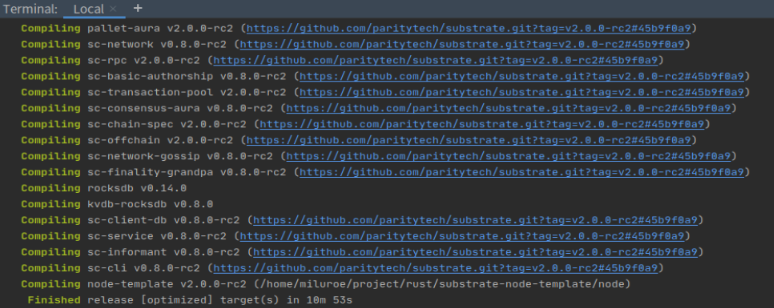 Terminal: Local × +
Compiling pallet-aura v2.0.0-rc2 (https://github.com/paritytech/substrate.git?tag=v2.0.0-rc2#45b9f0a9)
Compiling sc-network v0.8.0-rc2 (https://github.com/paritytech/substrate.git?tag=v2.0.0-rc2#45b9f0a9)
Compiling sc-rpc v2.0.0-rc2 (https://github.com/paritytech/substrate.git?tag=v2.0.0-rc2#45b9f0a9)
Compiling sc-basic-authorship v0.8.0-rc2 (https://github.com/paritytech/substrate.git?tag=v2.0.0-rc2#45b9f0a9)
Compiling sc-transaction-pool v2.0.0-rc2 (https://github.com/paritytech/substrate.git?tag=v2.0.0-rc2#45b9f0a9)
Compiling sc-consensus-aura v0.8.0-rc2 (https://github.com/paritytech/substrate.git?tag=v2.0.0-rc2#45b9f0a9)
Compiling sc-chain-spec v2.0.0-rc2 (https://github.com/paritytech/substrate.git?tag=v2.0.0-rc2#45b9f0a9)
Compiling sc-offchain v2.0.0-rc2 (https://github.com/paritytech/substrate.git?tag=v2.0.0-rc2#45b9f0a9)
Compiling sc-network-gossip v0.8.0-rc2 (https://github.com/paritytech/substrate.git?tag=v2.0.0-rc2#45b9f0a9)
Compiling sc-finality-grandpa v0.8.0-rc2 (https://github.com/paritytech/substrate.git?tag=v2.0.0-rc2#45b9f0a9)
Compiling rocksdb v0.14.0
Compiling kvdb-rocksdb v0.8.0
Compiling sc-client-db v0.8.0-rc2 (https://github.com/paritytech/substrate.git?tag=v2.0.0-rc2#45b9f0a9)
Compiling sc-service v0.8.0-rc2 (https://github.com/paritytech/substrate.git?tag=v2.0.0-rc2#45b9f0a9)
Compiling sc-informant v0.8.0-rc2 (https://github.com/paritytech/substrate.git?tag=v2.0.0-rc2#45b9f0a9)
Compiling sc-cli v0.8.0-rc2 (https://github.com/paritytech/substrate.git?tag=v2.0.0-rc2#45b9f0a9)
Compiling node-template v2.0.0-rc2 (/home/miluroe/project/rust/substrate-node-template/node)
Finished release [optimized] target(s) in 10m 53s